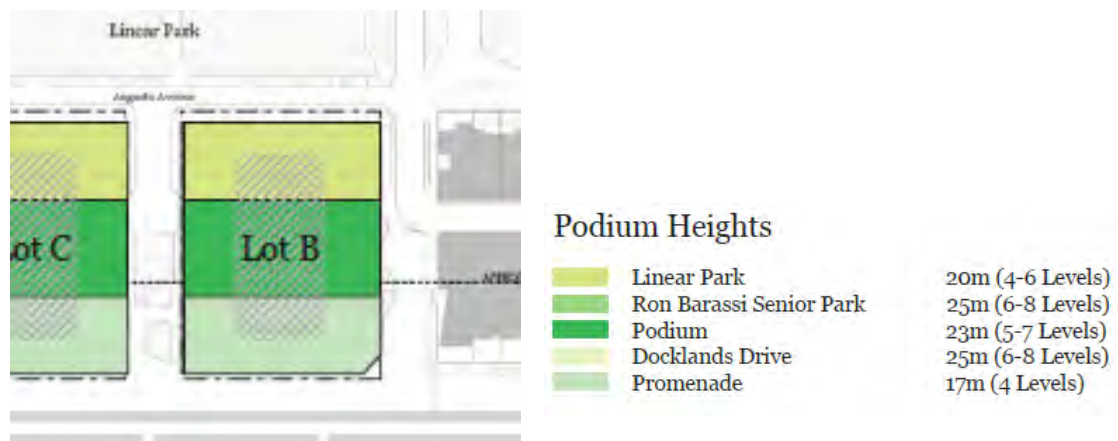 Linear Park
Lot C
Lot B
Podium Heights
Linear Park 20m (4-6 Levels)
Ron Barassi Senior Park 25m (6-8 Levels)
Podium 23m (5-7 Levels)
Docklands Drive 25m (6-8 Levels)
Promenade 17m (4 Levels)